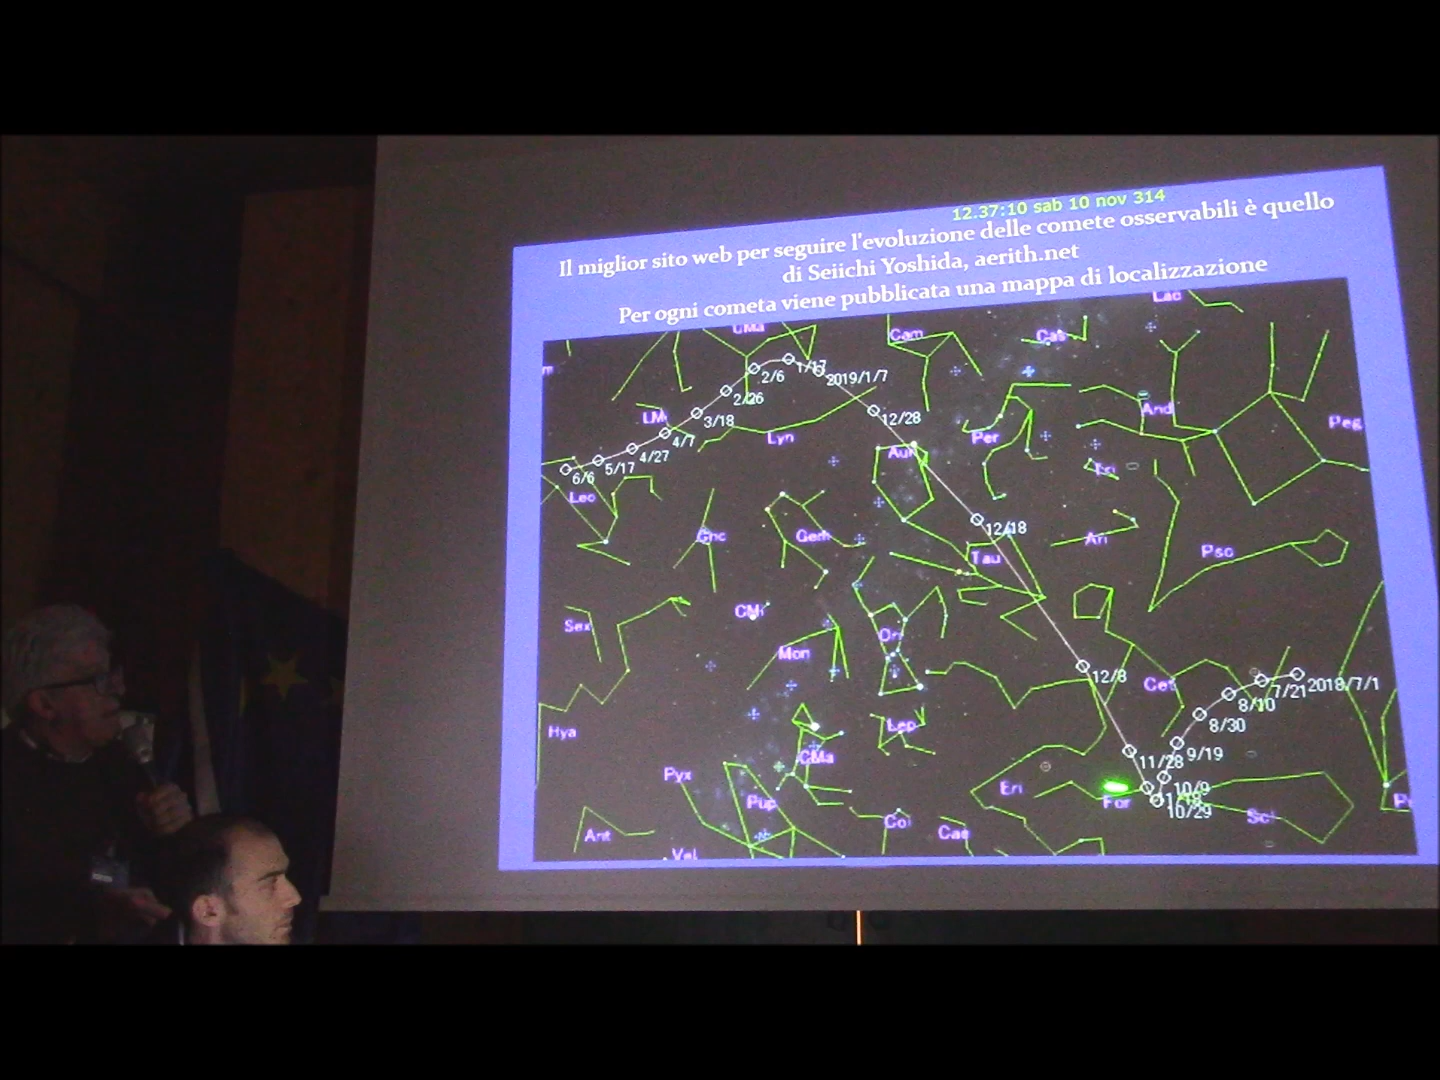 12.37:10 sab 10 nov 314
Il miglior sito web per seguire l'evoluzione delle comete osservabili è quello
di Seiichi Yoshida, aerith.net
Per ogni cometa viene pubblicata una mappa di localizzazione
Lac
UMa
Cam
Cas
1/17
2/6
2019/1/7
2/26
And
LM
3/18
12/28
Peg
4/7
Lyn
Per
4/27
Aur
5/17
6/6
Tri
Leo
12/18
Cnc
Gem
Ari
Psc
Tau
CMi
Sex
Ori
Mon
12/8
Cet
7/21
2018/7/1
8/10
8/30
Hya
Lep
CMa
11/28
9/19
Pyx
Eri
10/9
Pup
For
10/29
Scl
Ant
Col
Cae
Vel